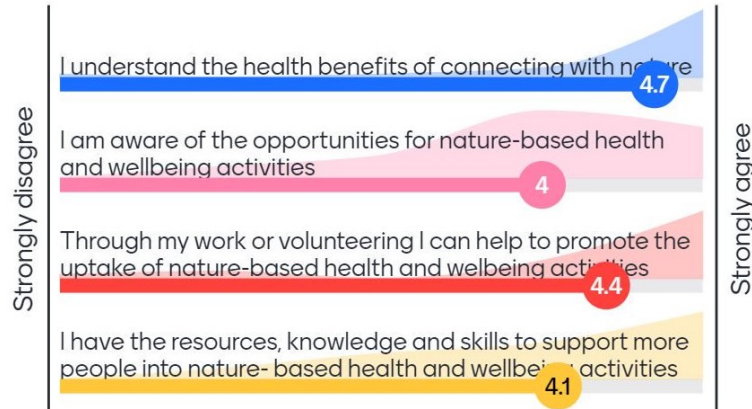 Strongly disagree
I understand the health benefits of connecting with nature
4.7
I am aware of the opportunities for nature-based health
and wellbeing activities
4
Through my work or volunteering I can help to promote the
uptake of nature-based health and welbeing activities
4.4
I have the resources, knowledge and skills to support more
people into nature- based health and wellbeing activities
4.1
Strongly agree